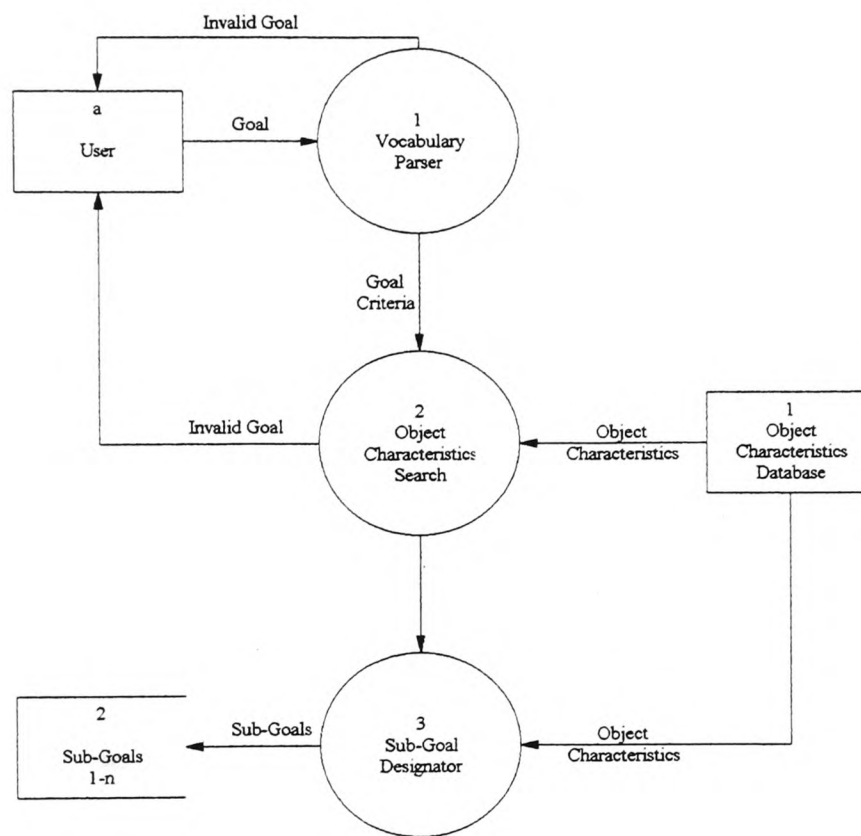 Invalid Goal
a
User
Goal
1
Vocabulary
Parser
Goal
Criteria
2
Object
Characteristics
Search
Invalid Goal
Object
Characteristics
1
Object
Characteristics
Database
2
Sub-Goals
1-n
Sub-Goals
3
Sub-Goal
Designator
Object
Characteristics